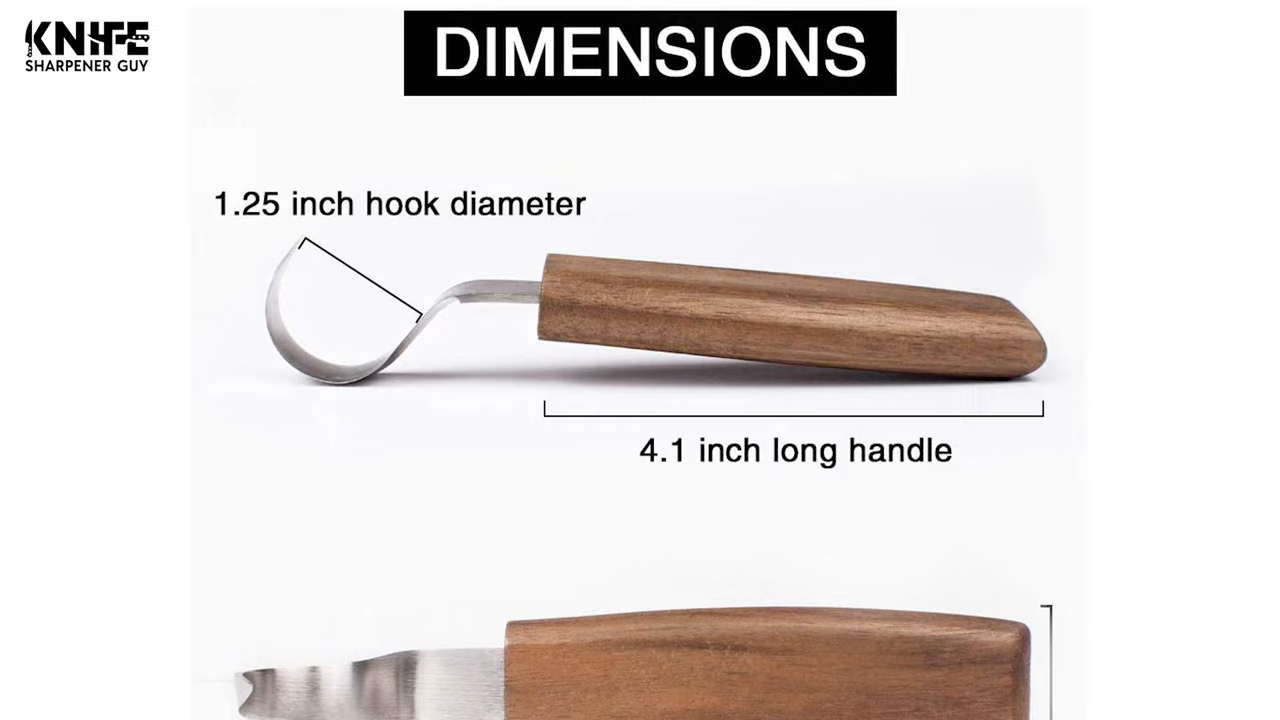 KNIFE
SHARPENER GUY
DIMENSIONS
1.25 inch hook diameter
4.1 inch long handle